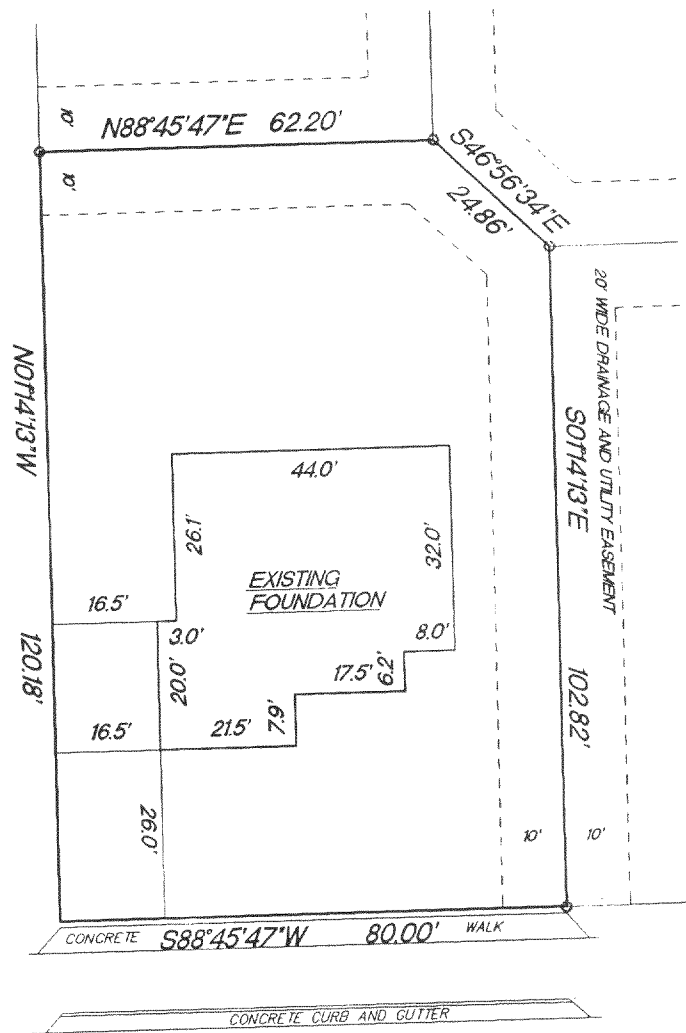 10'
N88°45'47"E 62.20'
S46°56'34"E
24.86'
10'
20' WIDE DRAINAGE AND UTILITY EASEMENT
N01°14'13"W
S01°14'13"E
44.0'
26.1'
32.0'
EXISTING
FOUNDATION
16.5'
3.0'
8.0'
120.18'
20.0'
17.5'
6.2'
102.82'
16.5'
21.5'
7.9'
26.0'
10'
10'
CONCRETE S88°45'47"W 80.00' WALK
CONCRETE CURB AND GUTTER